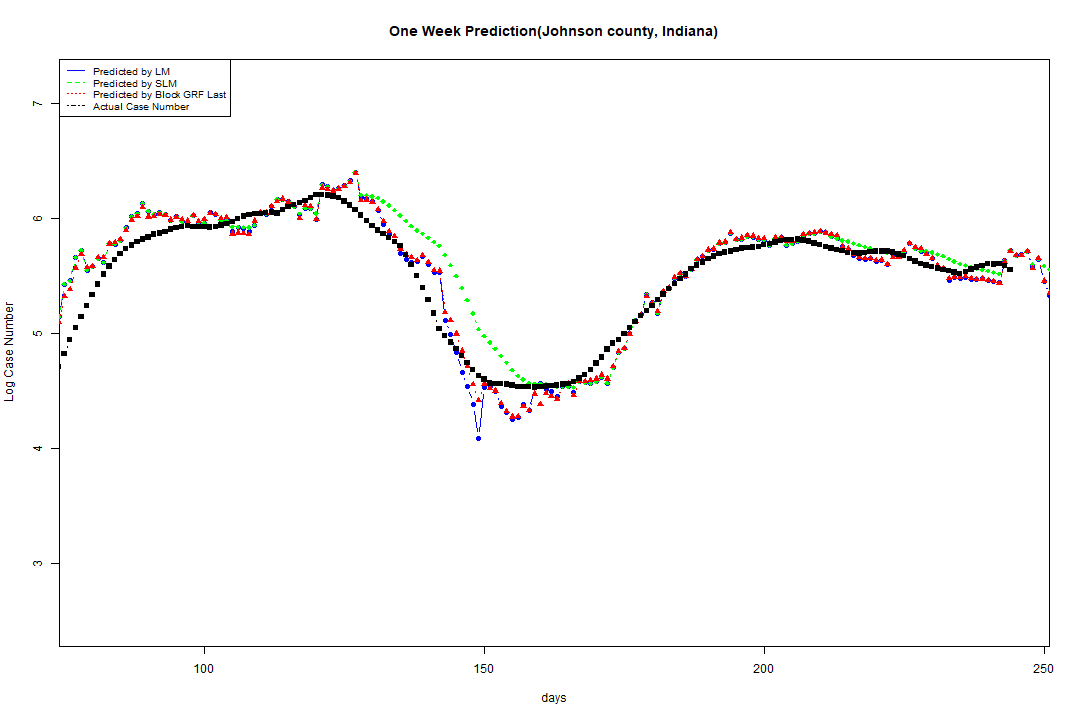 One Week Prediction(Johnson county, Indiana)
Predicted by LM
Predicted by SLM
Predicted by Block GRF Last
Actual Case Number
7
6
5
4
3
Log Case Number
100
150
200
250
days